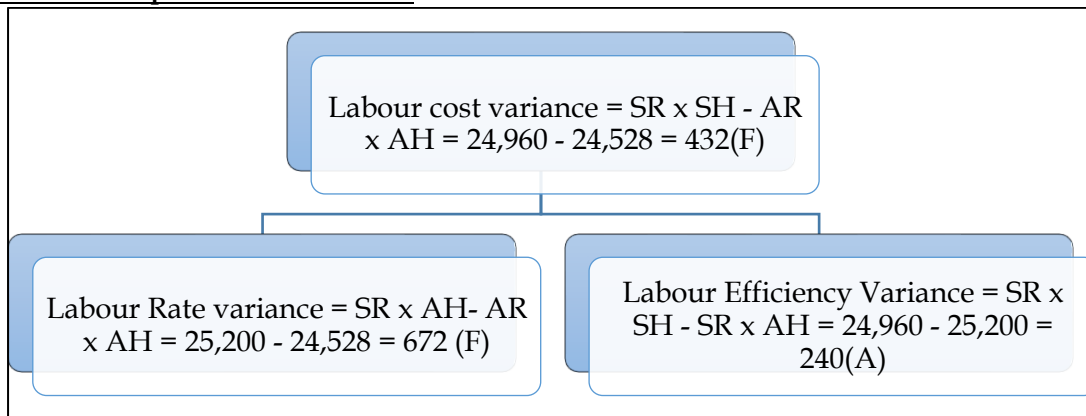 Labour cost variance = SR x SH - AR
x AH = 24,960 - 24,528 = 432(F)
Labour Rate variance = SR x AH- AR
x AH = 25,200 - 24,528 = 672 (F)
Labour Efficiency Variance = SR x
SH - SR x AH = 24,960 - 25,200 =
240(A)